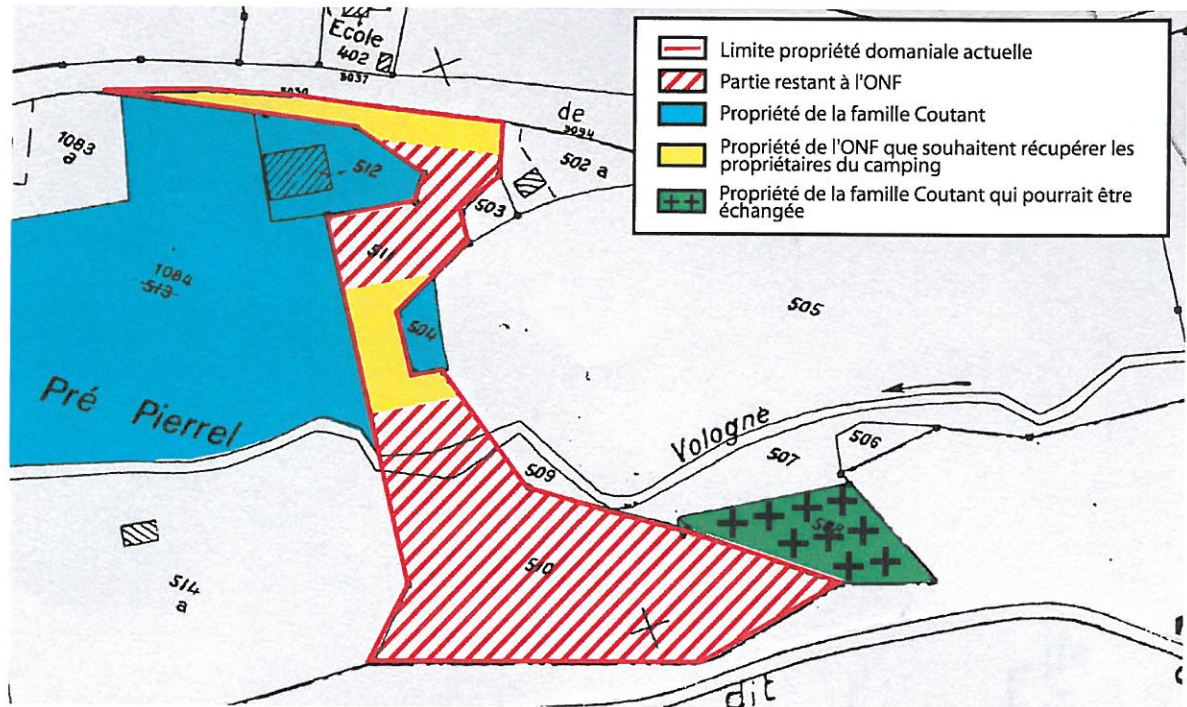 Ecole
402
3037
3030
de
3094
1083
a
512
502 a
503
511
1084
513
504
505
Pré Pierrel
Vologne
506
507
509
508
510
514
a
dit
Limite propriété domaniale actuelle
Partie restant à l'ONF
Propriété de la famille Coutant
Propriété de l'ONF que souhaitent récupérer les
propriétaires du camping
Propriété de la famille Coutant qui pourrait être
échangée